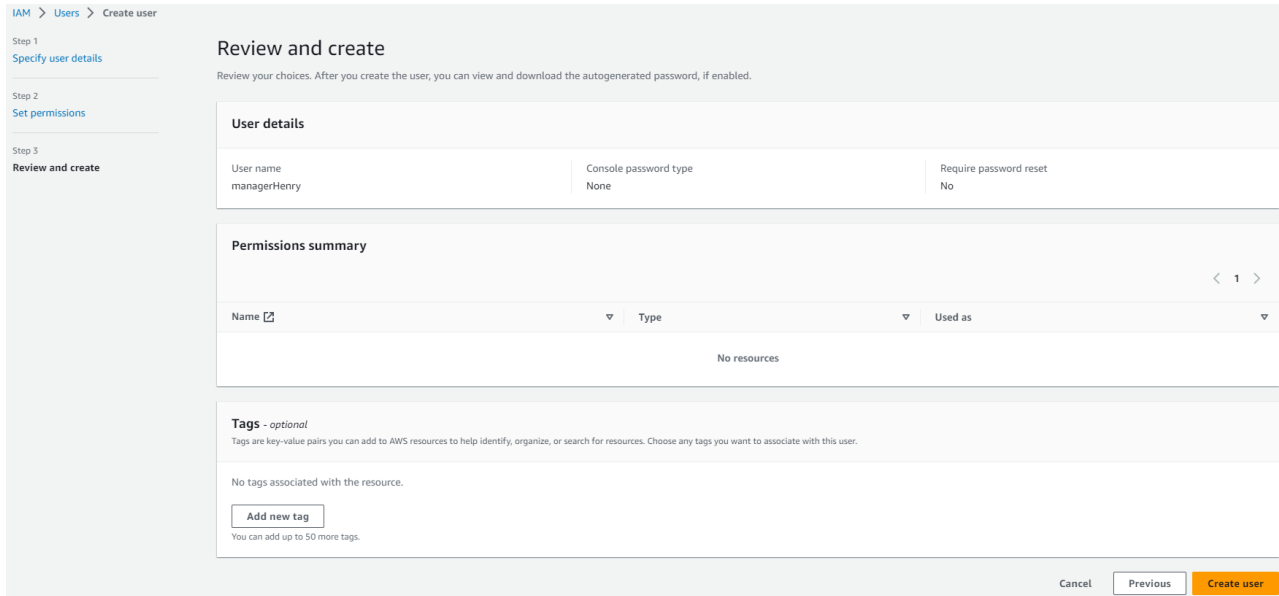 IAM > Users > Create user
Step 1
Specify user details
Step 2
Set permissions
Step 3
Review and create
Review and create
Review your choices. After you create the user, you can view and download the autogenerated password, if enabled.
User details
User name
managerHenry
Console password type
None
Require password reset
No
Permissions summary
< 1 >
Name Type Used as
No resources
Tags - optional
Tags are key-value pairs you can add to AWS resources to help identify, organize, or search for resources. Choose any tags you want to associate with this user.
No tags associated with the resource.
Add new tag
You can add up to 50 more tags.
Cancel Previous Create user